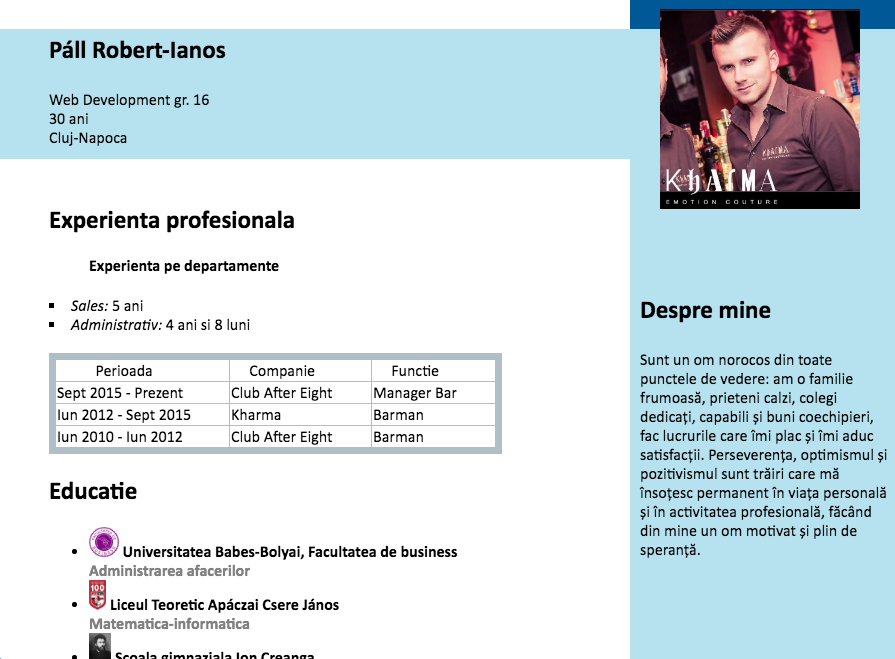 Páll Robert-Ianos
Web Development gr. 16
30 ani
Cluj-Napoca
KHARMA
KHARMA
EMOTION COUTURE
Experienta profesionala
Experienta pe departamente
Sales: 5 ani
Administrativ: 4 ani si 8 luni
Perioada Companie Functie
Sept 2015 - Prezent Club After Eight Manager Bar
Iun 2012 - Sept 2015 Kharma Barman
Iun 2010 - Iun 2012 Club After Eight Barman
Educatie
Universitatea Babes-Bolyai, Facultatea de business
Administrarea afacerilor
100
Liceul Teoretic Apáczai Csere János
Matematica-informatica
Scoala gimnaziala Ion Creanga
Despre mine
Sunt un om norocos din toate
punctele de vedere: am o familie
frumoasă, prieteni calzi, colegi
dedicați, capabili și buni coechipieri,
fac lucrurile care îmi plac și îmi aduc
satisfacții. Perseverența, optimismul și
pozitivismul sunt trăiri care mă
însoțesc permanent în viața personală
și în activitatea profesională, făcând
din mine un om motivat și plin de
speranță.